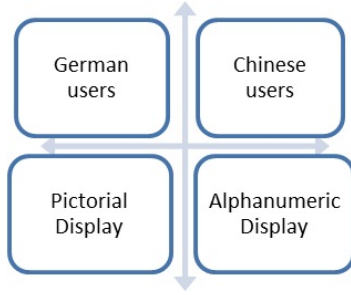 German
users
Chinese
users
Pictorial
Display
Alphanumeric
Display